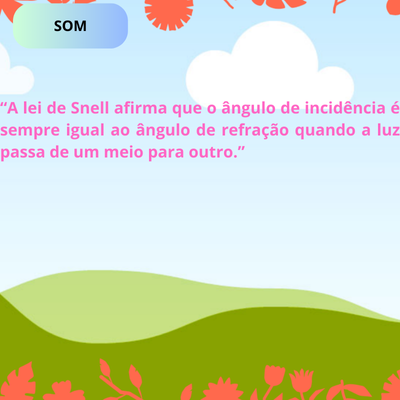 SOM
“A lei de Snell afirma que o ângulo de incidência é
sempre igual ao ângulo de refração quando a luz
passa de um meio para outro.”